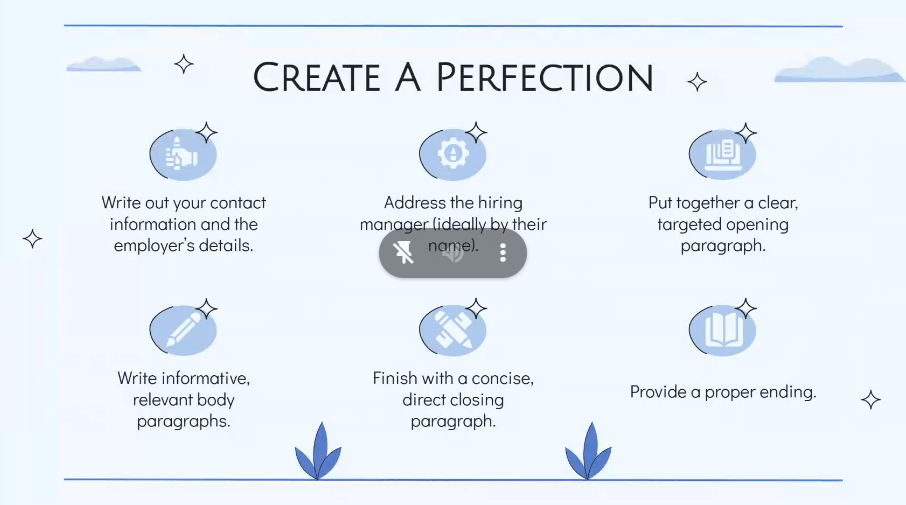 CREATE A PERFECTION
Write out your contact
information and the
employer's details.
Address the hiring
manager (ideally by their
name).
Put together a clear,
targeted opening
paragraph.
Write informative,
relevant body
paragraphs.
Finish with a concise,
direct closing
paragraph.
Provide a proper ending.